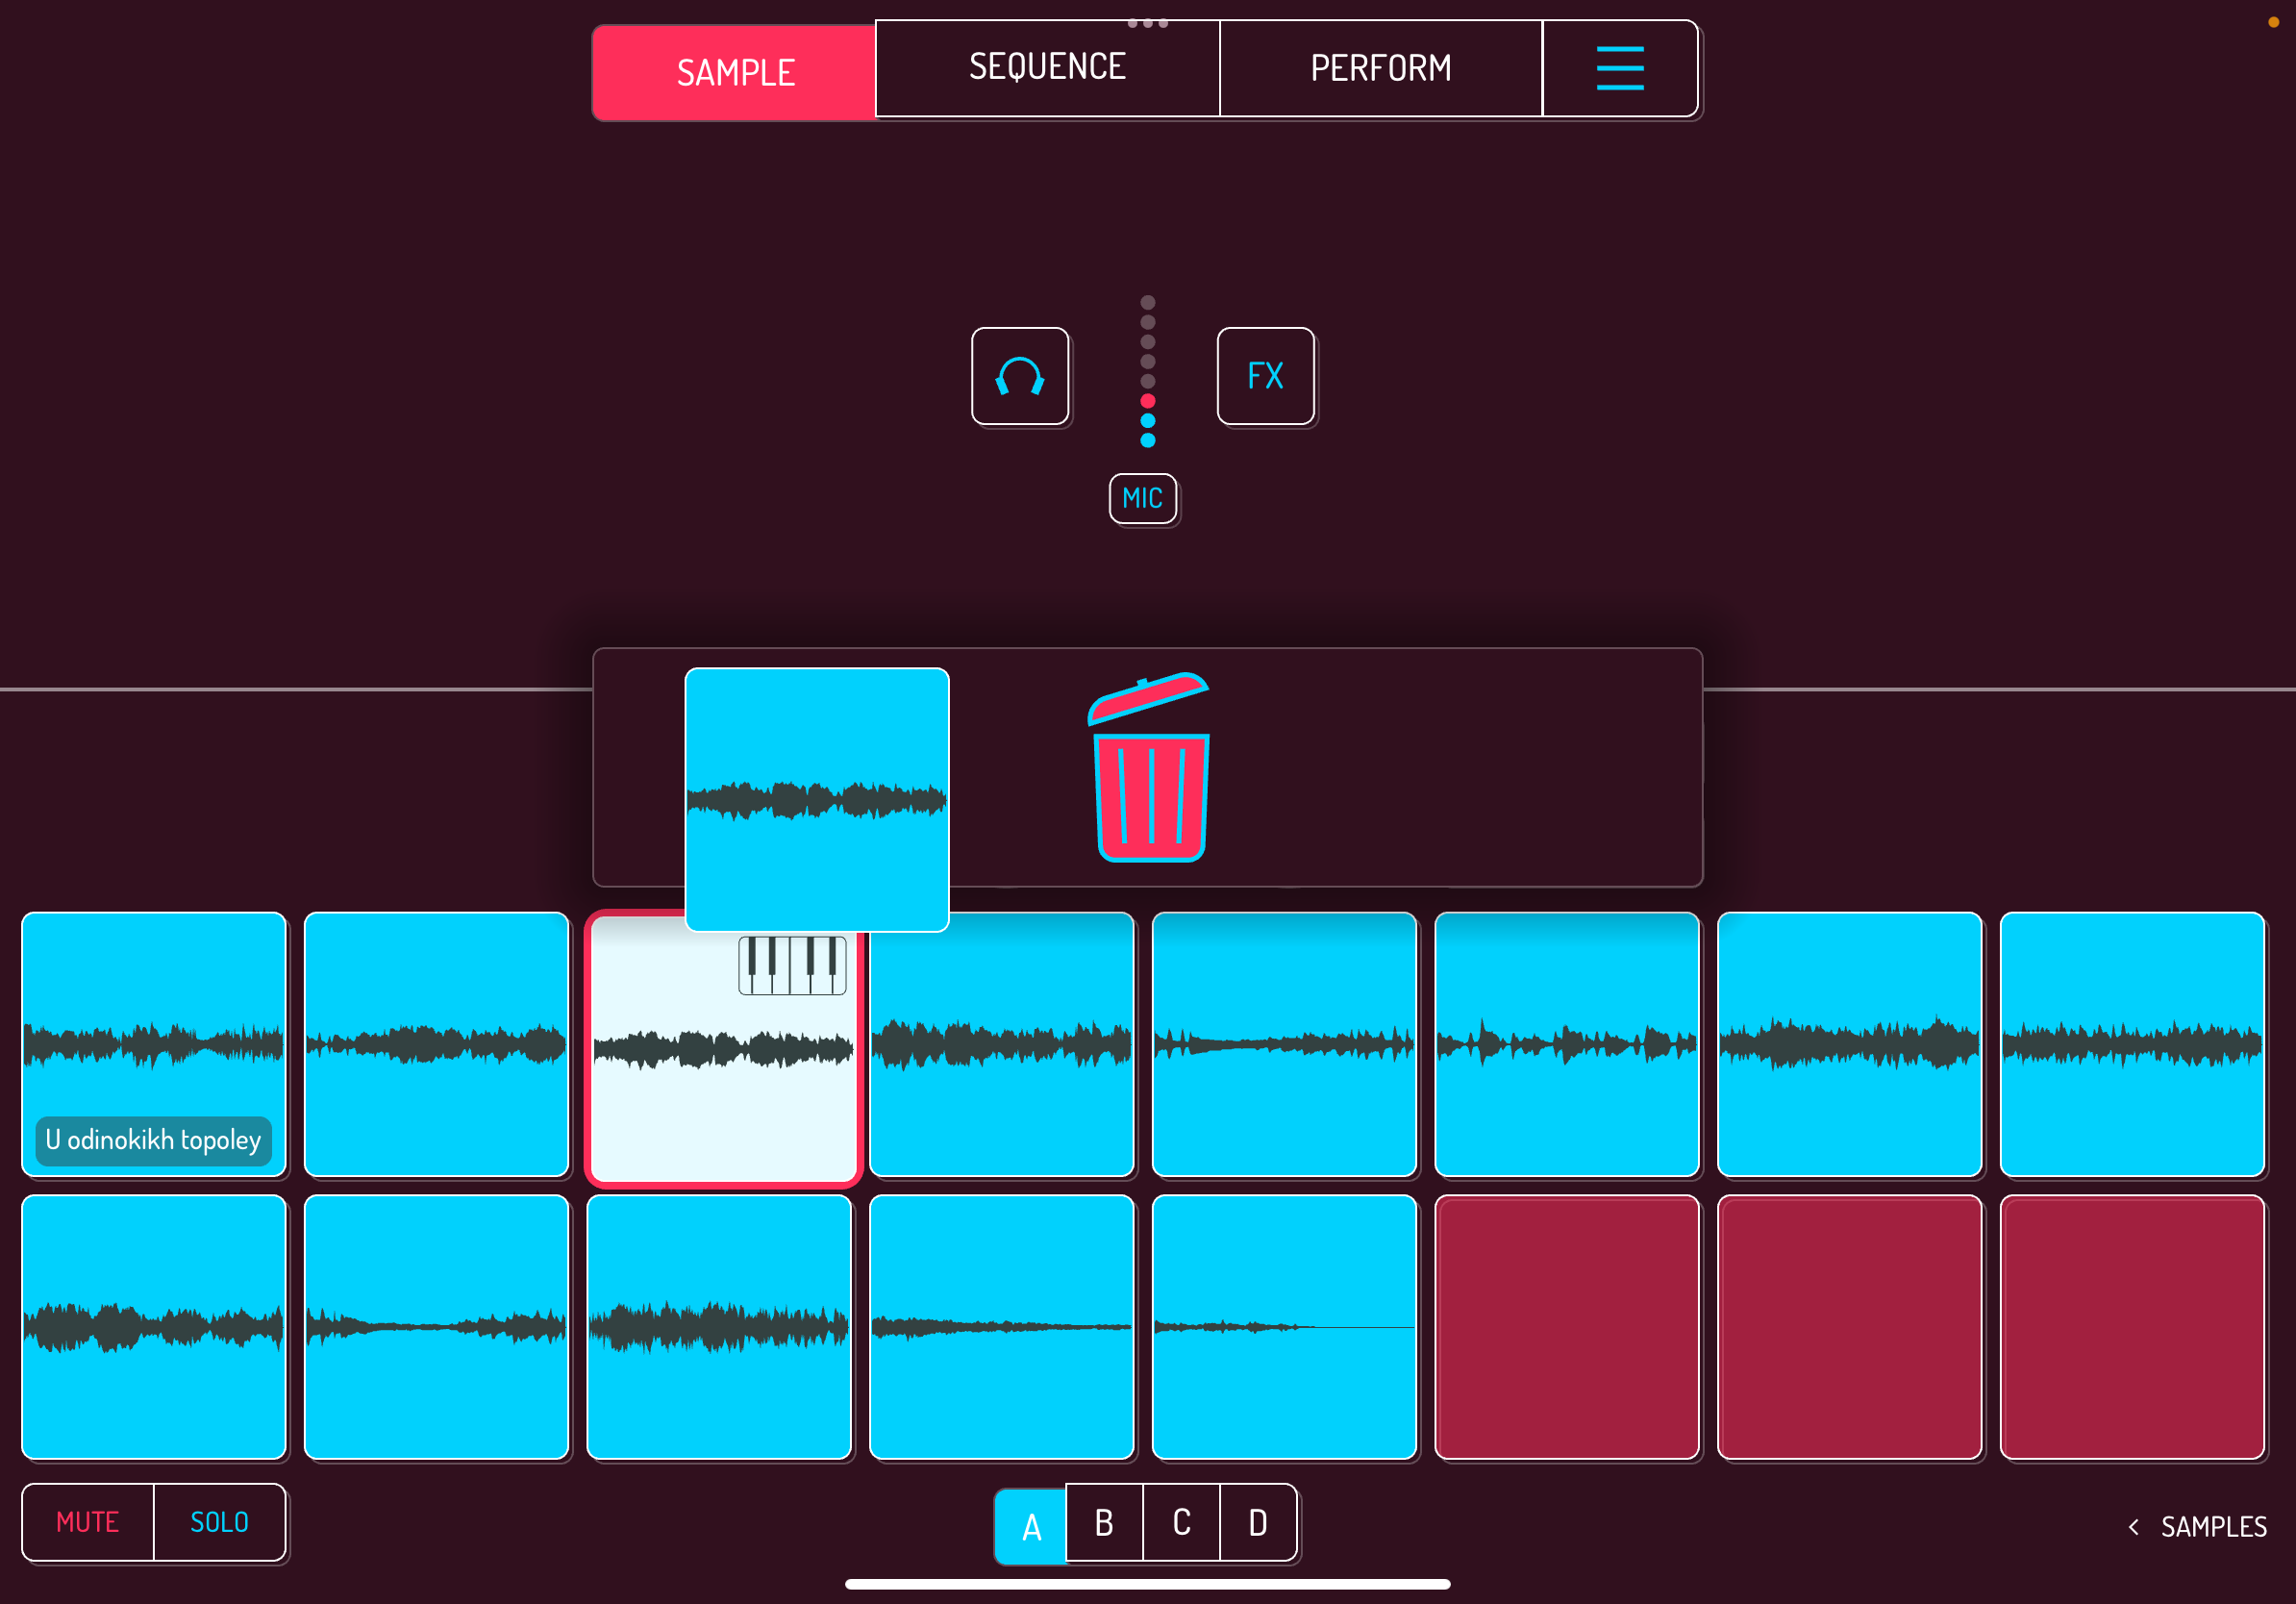 SAMPLE
SEQUENCE
PERFORM
FX
MIC
U odinokikh topoley
MUTE
SOLO
A
B
C
D
< SAMPLES